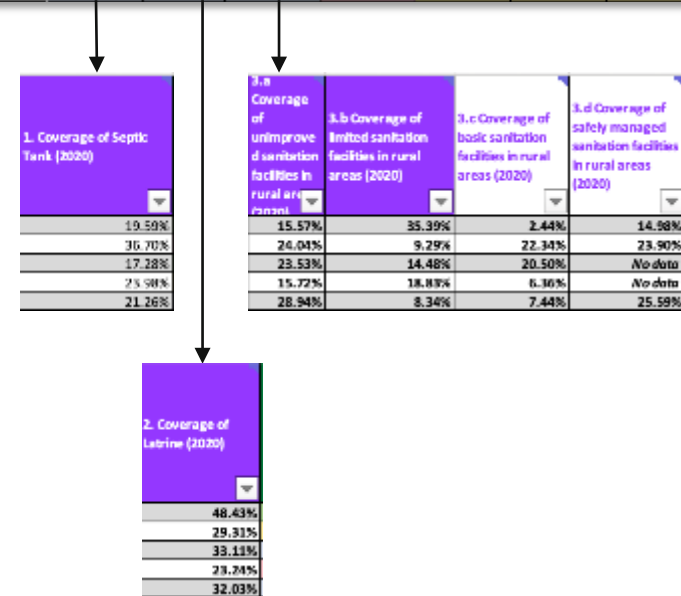 1. Coverage of Septic
Tank (2020)
19.59%
36.70%
17.28%
23.98%
21.26%
3.a
Coverage
of
unimprove
d sanitation
facilities in
rural are
(2020)
3.b Coverage of
limited sanitation
facilities in rural
areas (2020)
3.c Coverage of
basic sanitation
facilities in rural
areas (2020)
3.d Coverage of
safely managed
sanitation facilities
in rural areas
(2020)
15.57% 35.39% 2.44% 14.98%
24.04% 9.29% 22.34% 23.90%
23.53% 14.48% 20.50% No data
15.72% 18.83% 6.36% No data
28.94% 8.34% 7.44% 25.59%
2. Coverage of
Latrine (2020)
48.43%
29.31%
33.11%
23.24%
32.03%